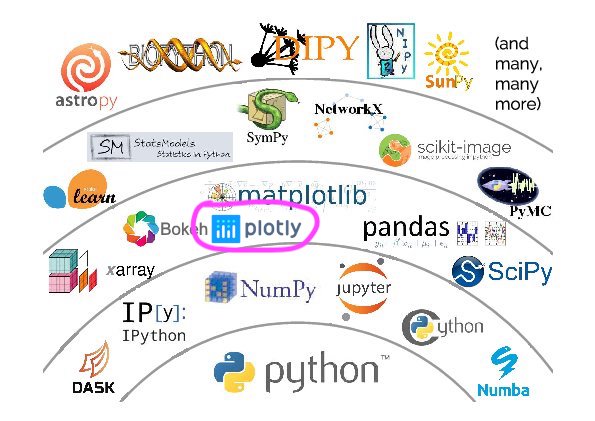 astropy
BIOPYTHON
DIPY
NIPY
SunPy
(and
many,
many
more)
SymPy
NetworkX
SM
StatsModels
Statistics in Python
scikit-image
image processing in python
learn
matplotlib
PyMC
Bokeh
plotly
pandas
xarray
NumPy
jupyter
SciPy
IP[y]:
IPython
Cython
DASK
python™
Numba